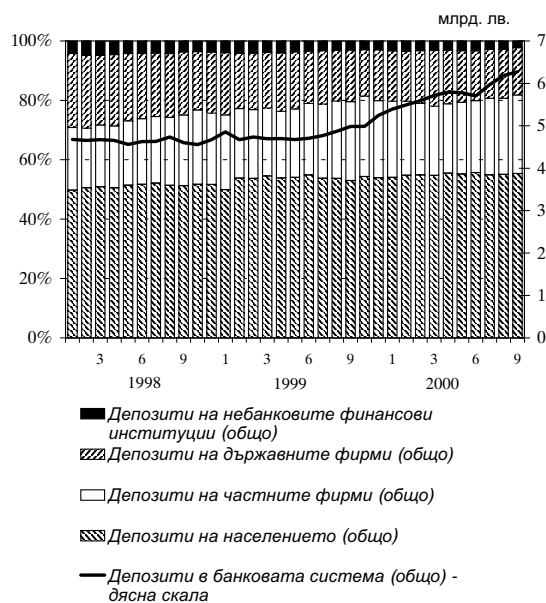 млрд. лв.
100% 7
6
80%
5
60% 4
3
40%
2
20%
1
0% 0
3 6 9 1 3 6 9 1 3 6 9
1998 1999 2000
Депозити на небанковите финансови
институции (общо)
Депозити на държавните фирми (общо)
Депозити на частните фирми (общо)
Депозити на населението (общо)
Депозити в банковата система (общо) -
дясна скала